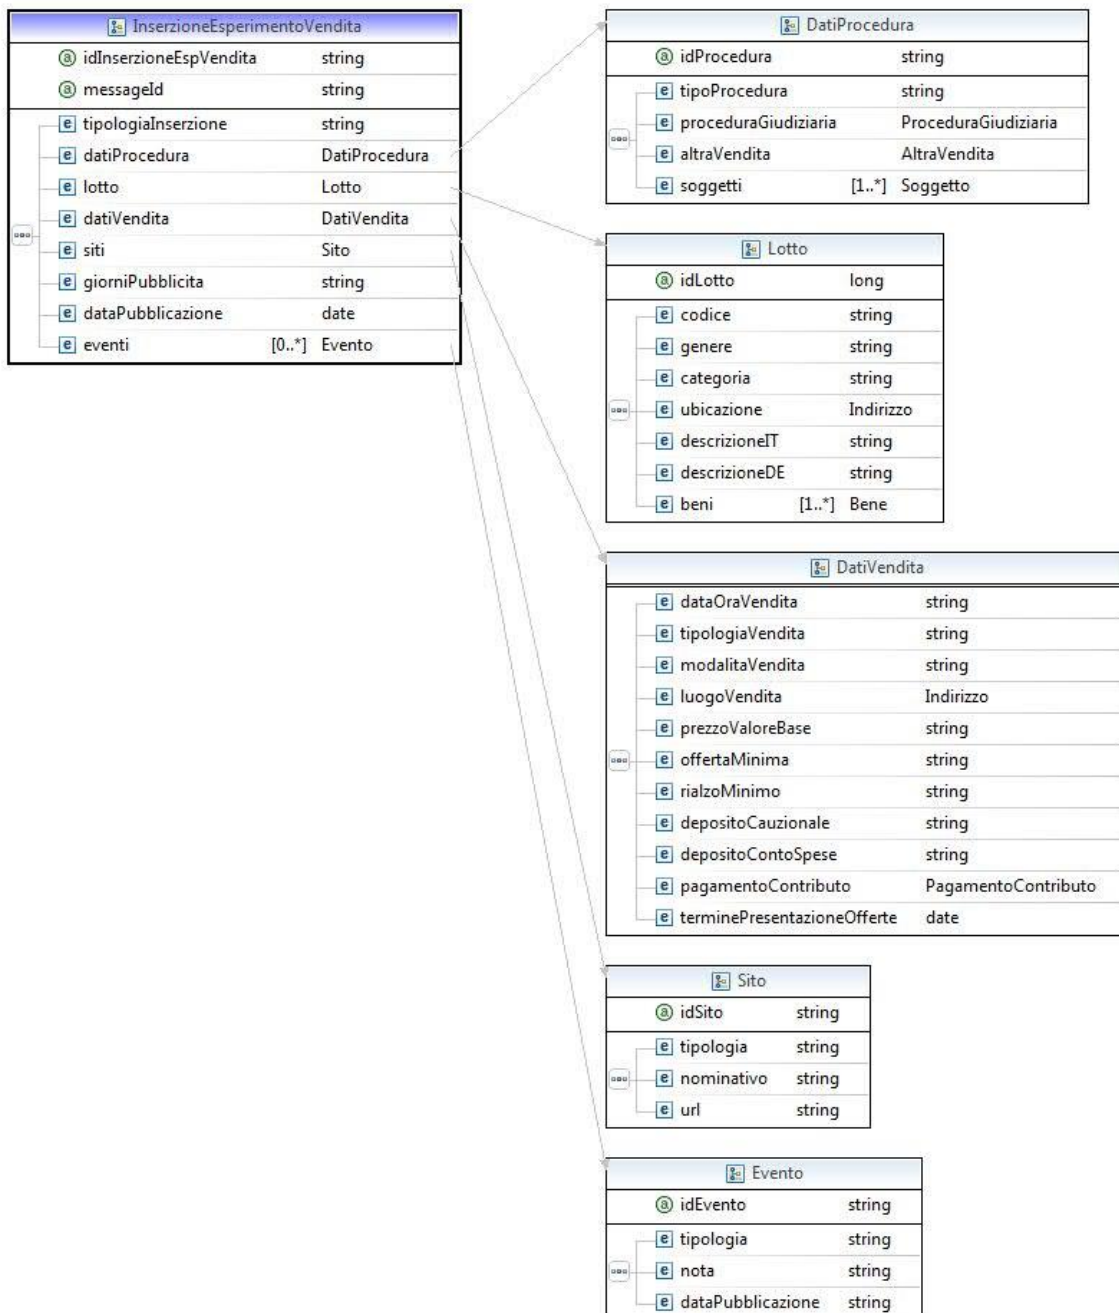 InserzioneEsperimentoVendita
idInserzioneEspVendita string
messageId string
tipologiaInserzione string
datiProcedura DatiProcedura
lotto Lotto
datiVendita DatiVendita
siti Sito
giorniPubblicita string
dataPubblicazione date
eventi [0..*] Evento
DatiProcedura
idProcedura string
tipoProcedura string
proceduraGiudiziaria ProceduraGiudiziaria
altraVendita AltraVendita
soggetti [1..*] Soggetto
Lotto
idLotto long
codice string
genere string
categoria string
ubicazione Indirizzo
descrizioneIT string
descrizioneDE string
beni [1..*] Bene
DatiVendita
dataOraVendita string
tipologiaVendita string
modalitaVendita string
luogoVendita Indirizzo
prezzoValoreBase string
offertaMinima string
rialzoMinimo string
depositoCauzionale string
depositoContoSpese string
pagamentoContributo PagamentoContributo
terminePresentazioneOfferte date
Sito
idSito string
tipologia string
nominativo string
url string
Evento
idEvento string
tipologia string
nota string
dataPubblicazione string